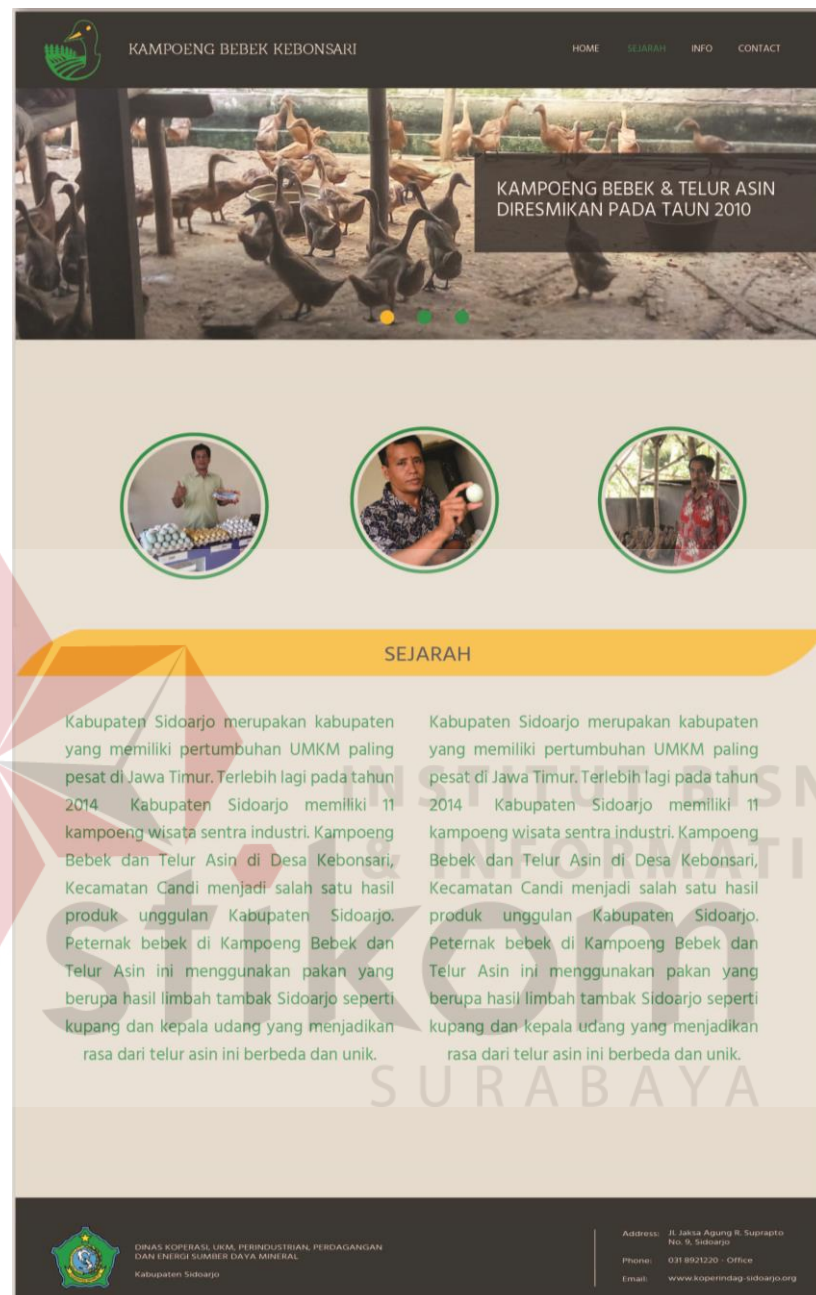 KAMPOENG BEBEK KEBONSARI
HOME SEJARAH INFO CONTACT
KAMPOENG BEBEK & TELUR ASIN
DIRESMIKAN PADA TAUN 2010
SEJARAH
Kabupaten Sidoarjo merupakan kabupaten
yang memiliki pertumbuhan UMKM paling
pesat di Jawa Timur. Terlebih lagi pada tahun
2014 Kabupaten Sidoarjo memiliki 11
kampoeng wisata sentra industri. Kampoeng
Bebek dan Telur Asin di Desa Kebonsari,
Kecamatan Candi menjadi salah satu hasil
produk unggulan Kabupaten Sidoarjo.
Peternak bebek di Kampoeng Bebek dan
Telur Asin ini menggunakan pakan yang
berupa hasil limbah tambak Sidoarjo seperti
kupang dan kepala udang yang menjadikan
rasa dari telur asin ini berbeda dan unik.
Kabupaten Sidoarjo merupakan kabupaten
yang memiliki pertumbuhan UMKM paling
pesat di Jawa Timur. Terlebih lagi pada tahun
2014 Kabupaten Sidoarjo memiliki 11
kampoeng wisata sentra industri. Kampoeng
Bebek dan Telur Asin di Desa Kebonsari,
Kecamatan Candi menjadi salah satu hasil
produk unggulan Kabupaten Sidoarjo.
Peternak bebek di Kampoeng Bebek dan
Telur Asin ini menggunakan pakan yang
berupa hasil limbah tambak Sidoarjo seperti
kupang dan kepala udang yang menjadikan
rasa dari telur asin ini berbeda dan unik.
INSTITUT BISN
& INFORMATI
stikom
SURABAYA
DINAS KOPERASI, UKM, PERINDUSTRIAN, PERDAGANGAN
DAN ENERGI SUMBER DAYA MINERAL
Kabupaten Sidoarjo
Address: Jl. Jaksa Agung R. Suprapto
No. 9, Sidoarjo
Phone: 031 8921220 - Office
Email: www.koperindag-sidoarjo.org